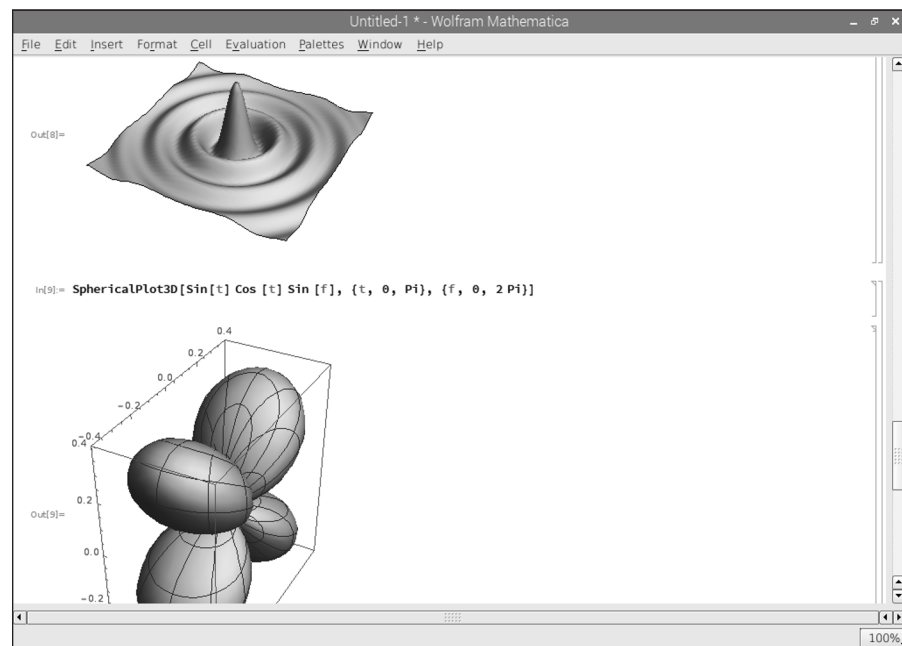 Untitled-1 * - Wolfram Mathematica
File Edit Insert Format Cell Evaluation Palettes Window Help
Out[8]=
In[9]:= SphericalPlot3D[Sin[t] Cos [t] Sin [f], {t, 0, Pi}, {f, 0, 2 Pi}]
0.4
0.2
0.0
-0.2
-0.4
0.4
0.2
Out[9]=
0.0
-0.2
100%